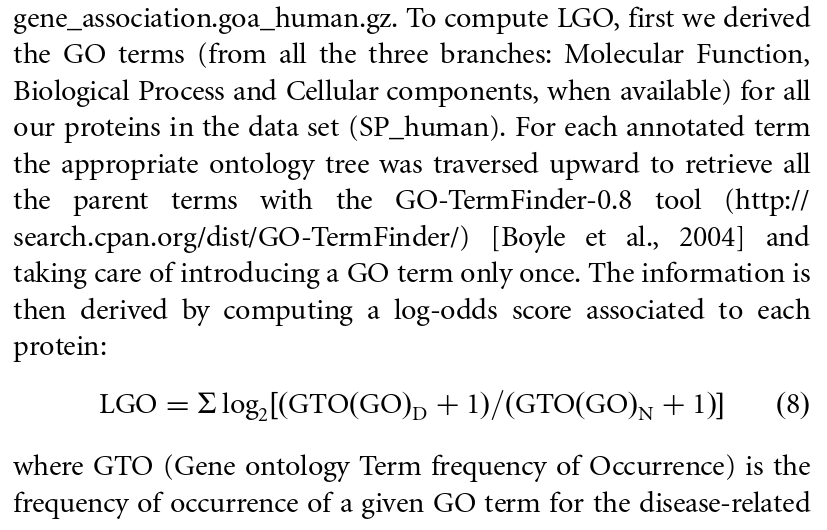 gene_association.goa_human.gz. To compute LGO, first we derived
the GO terms (from all the three branches: Molecular Function,
Biological Process and Cellular components, when available) for all
our proteins in the data set (SP_human). For each annotated term
the appropriate ontology tree was traversed upward to retrieve all
the parent terms with the GO-TermFinder-0.8 tool (http://
search.cpan.org/dist/GO-TermFinder/) [Boyle et al., 2004] and
taking care of introducing a GO term only once. The information is
then derived by computing a log-odds score associated to each
protein:
LGO = Σ log₂[(GTO(GO)_D + 1)/(GTO(GO)_N + 1)] (8)
where GTO (Gene ontology Term frequency of Occurrence) is the
frequency of occurrence of a given GO term for the disease-related